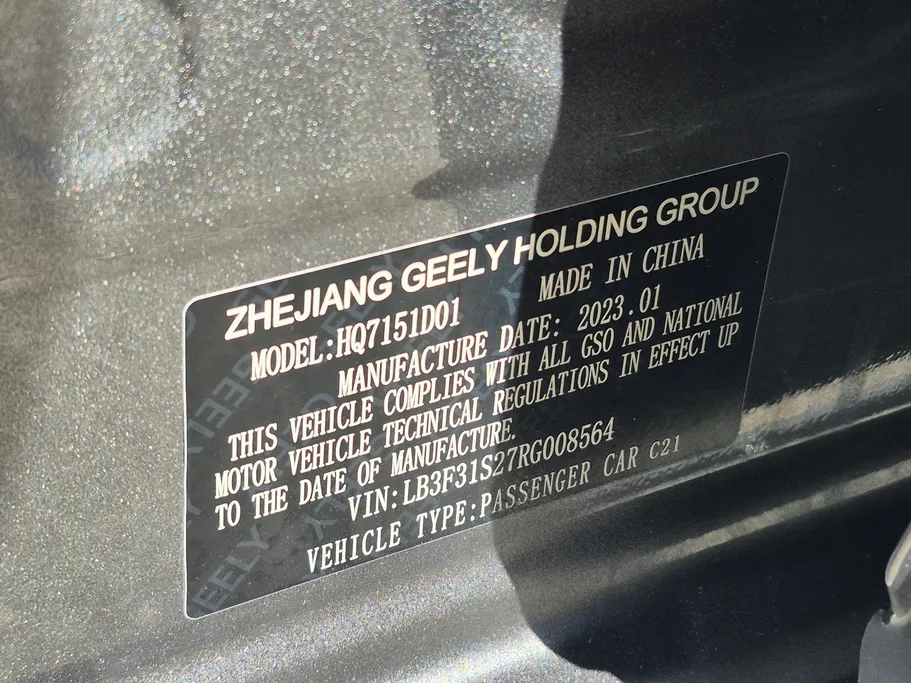 ZHEJIANG GEELY HOLDING GROUP
MODEL:HQ7151D01 MADE IN CHINA
MANUFACTURE DATE: 2023.01
THIS VEHICLE COMPLIES WITH ALL GSO AND NATIONAL
MOTOR VEHICLE TECHNICAL REGULATIONS IN EFFECT UP
TO THE DATE OF MANUFACTURE.
VIN:LB3F31S27RG008564
VEHICLE TYPE:PASSENGER CAR C21